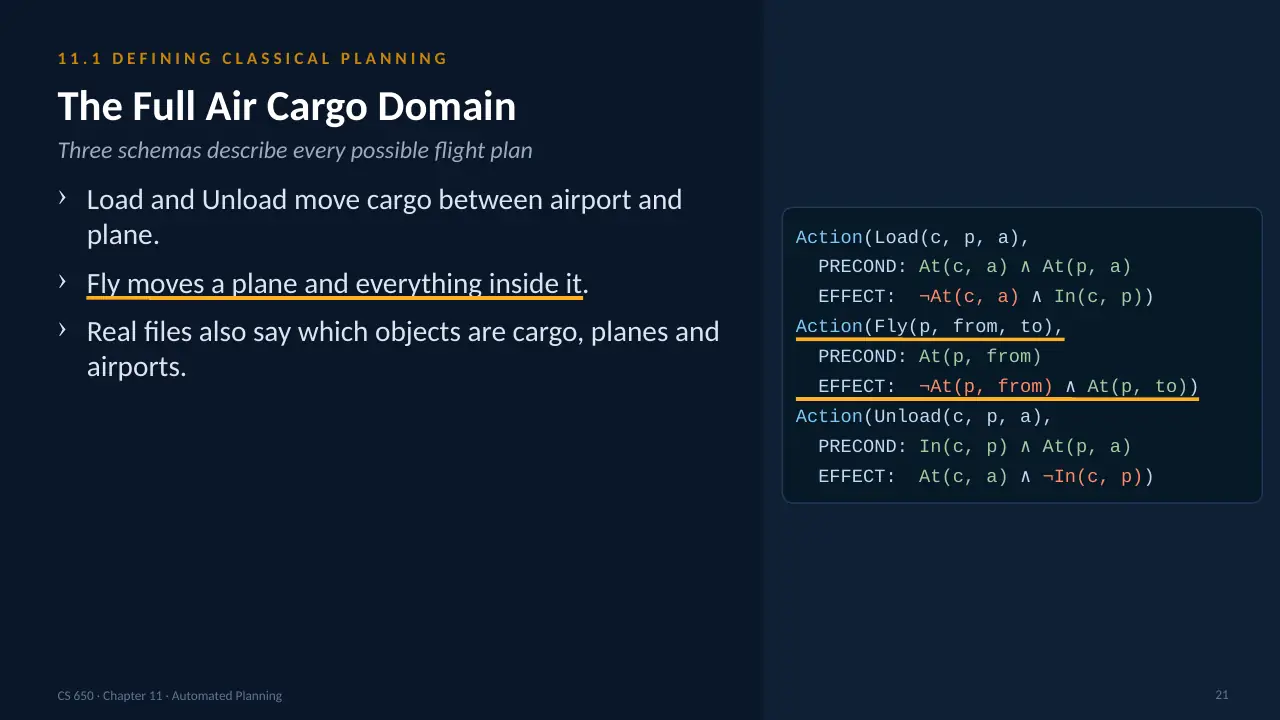 11.1 DEFINING CLASSICAL PLANNING
The Full Air Cargo Domain
Three schemas describe every possible flight plan
› Load and Unload move cargo between airport and
plane.
› Fly moves a plane and everything inside it.
› Real files also say which objects are cargo, planes and
airports.
Action(Load(c, p, a),
  PRECOND: At(c, a) ∧ At(p, a)
  EFFECT:  ¬At(c, a) ∧ In(c, p))
Action(Fly(p, from, to),
  PRECOND: At(p, from)
  EFFECT:  ¬At(p, from) ∧ At(p, to))
Action(Unload(c, p, a),
  PRECOND: In(c, p) ∧ At(p, a)
  EFFECT:  At(c, a) ∧ ¬In(c, p))
CS 650 · Chapter 11 · Automated Planning
21